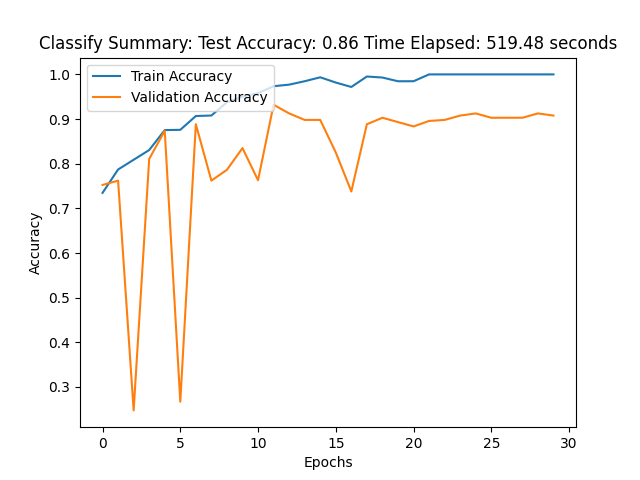 Classify Summary: Test Accuracy: 0.86 Time Elapsed: 519.48 seconds
Train Accuracy
Validation Accuracy
1.0
0.9
0.8
0.7
0.6
0.5
0.4
0.3
Accuracy
0 5 10 15 20 25 30
Epochs